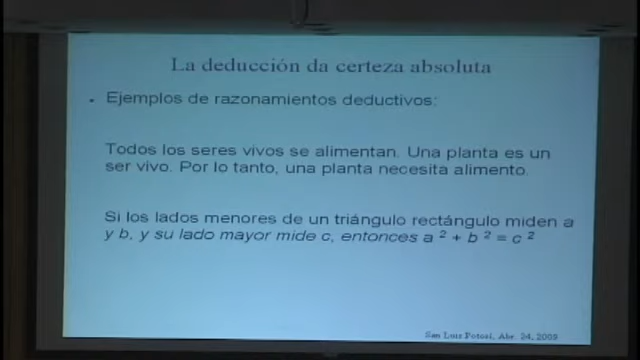 La deducción da certeza absoluta
• Ejemplos de razonamientos deductivos:
Todos los seres vivos se alimentan. Una planta es un
ser vivo. Por lo tanto, una planta necesita alimento.
Si los lados menores de un triángulo rectángulo miden a
y b, y su lado mayor mide c, entonces a ² + b ² = c ²
San Luis Potosí, Abr. 24, 2009